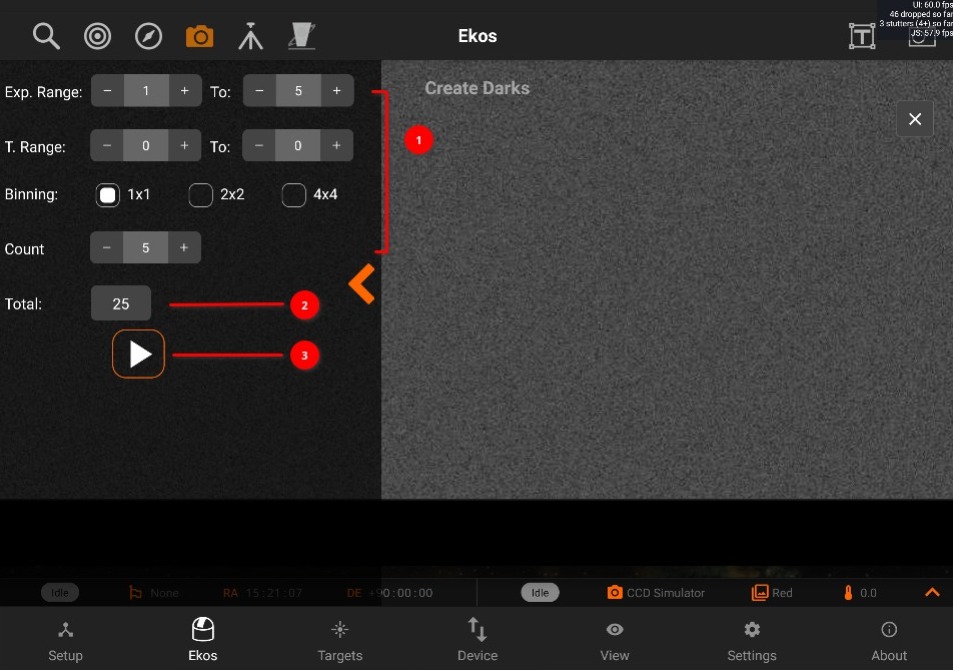 UI: 60.0 fps
46 dropped so far
3 stutters (4+) so far
JS: 57.9 fps
Ekos
T
Exp. Range: − 1 + To: − 5 +
Create Darks
T. Range: − 0 + To: − 0 +
1
Binning: 1x1 2x2 4x4
Count − 5 +
Total: 25
2
3
Idle None RA 15:21:07 DE +90:00:00 Idle CCD Simulator Red 0.0
Setup Ekos Targets Device View Settings About